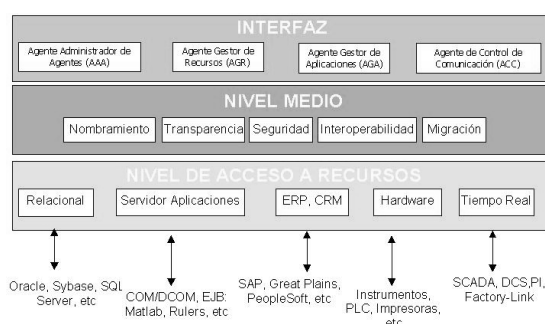 INTERFAZ
Agente Administrador de
Agentes (AAA)
Agente Gestor de
Recursos (AGR)
Agente Gestor de
Aplicaciones (AGA)
Agente de Control de
Comunicación (ACC)
NIVEL MEDIO
Nombramiento
Transparencia
Seguridad
Interoperabilidad
Migración
NIVEL DE ACCESO A RECURSOS
Relacional
Servidor Aplicaciones
ERP, CRM
Hardware
Tiempo Real
Oracle, Sybase, SQL
Server, etc
COM/DCOM, EJB:
Matlab, Rulers, etc
SAP, Great Plains,
PeopleSoft, etc
Instrumentos,
PLC, Impresoras,
etc
SCADA, DCS,PI,
Factory-Link